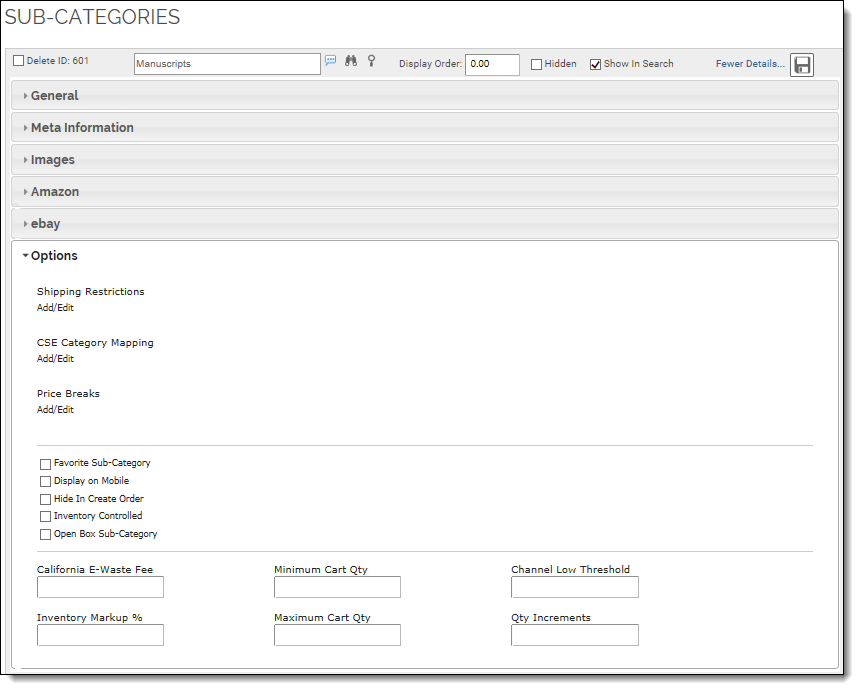 SUB-CATEGORIES
Delete ID: 601 Manuscripts Display Order: 0.00 Hidden Show In Search Fewer Details...
General
Meta Information
Images
Amazon
ebay
Options
Shipping Restrictions
Add/Edit
CSE Category Mapping
Add/Edit
Price Breaks
Add/Edit
Favorite Sub-Category
Display on Mobile
Hide In Create Order
Inventory Controlled
Open Box Sub-Category
California E-Waste Fee Minimum Cart Qty Channel Low Threshold
Inventory Markup % Maximum Cart Qty Qty Increments